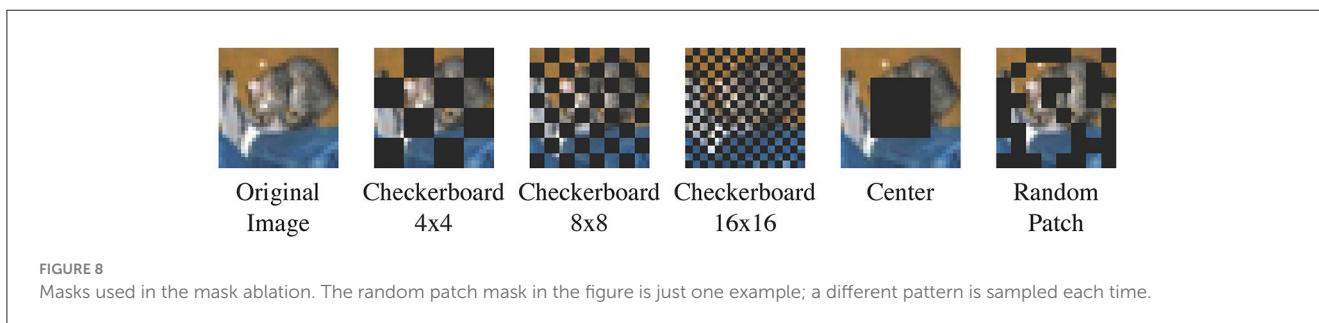 Original Image
Checkerboard 4x4
Checkerboard 8x8
Checkerboard 16x16
Center
Random Patch
FIGURE 8
Masks used in the mask ablation. The random patch mask in the figure is just one example; a different pattern is sampled each time.